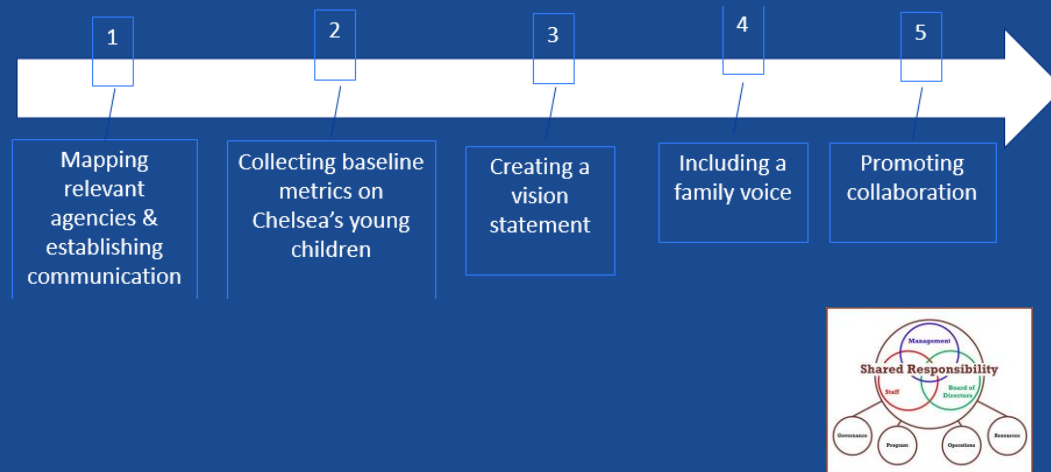 1
2
3
4
5
Mapping
relevant
agencies &
establishing
communication
Collecting baseline
metrics on
Chelsea's young
children
Creating a
vision
statement
Including a
family voice
Promoting
collaboration
Management
Shared Responsibility
Staff
Board of
Directors
Governance
Program
Operations
Resources